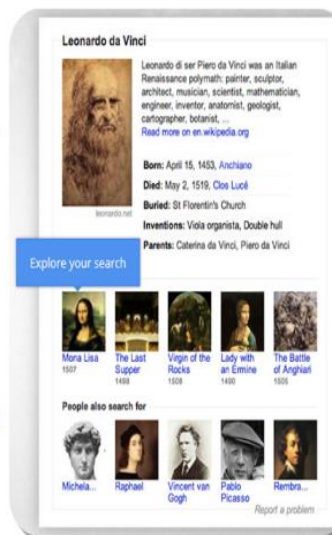 Leonardo da Vinci
Leonardo di ser Piero da Vinci was an Italian
Renaissance polymath: painter, sculptor,
architect, musician, scientist, mathematician,
engineer, inventor, anatomist, geologist,
cartographer, botanist, ...
Read more on en.wikipedia.org
leonardo.net
Born: April 15, 1453, Anchiano
Died: May 2, 1519, Clos Lucé
Buried: St Florentin's Church
Inventions: Viola organista, Double hull
Parents: Caterina da Vinci, Piero da Vinci
Explore your search
Mona Lisa
1507
The Last
Supper
1498
Virgin of the
Rocks
1508
Lady with
an Ermine
1490
The Battle
of Anghiari
1505
People also search for
Michela...
Raphael
Vincent van
Gogh
Pablo
Picasso
Rembra...
Report a problem